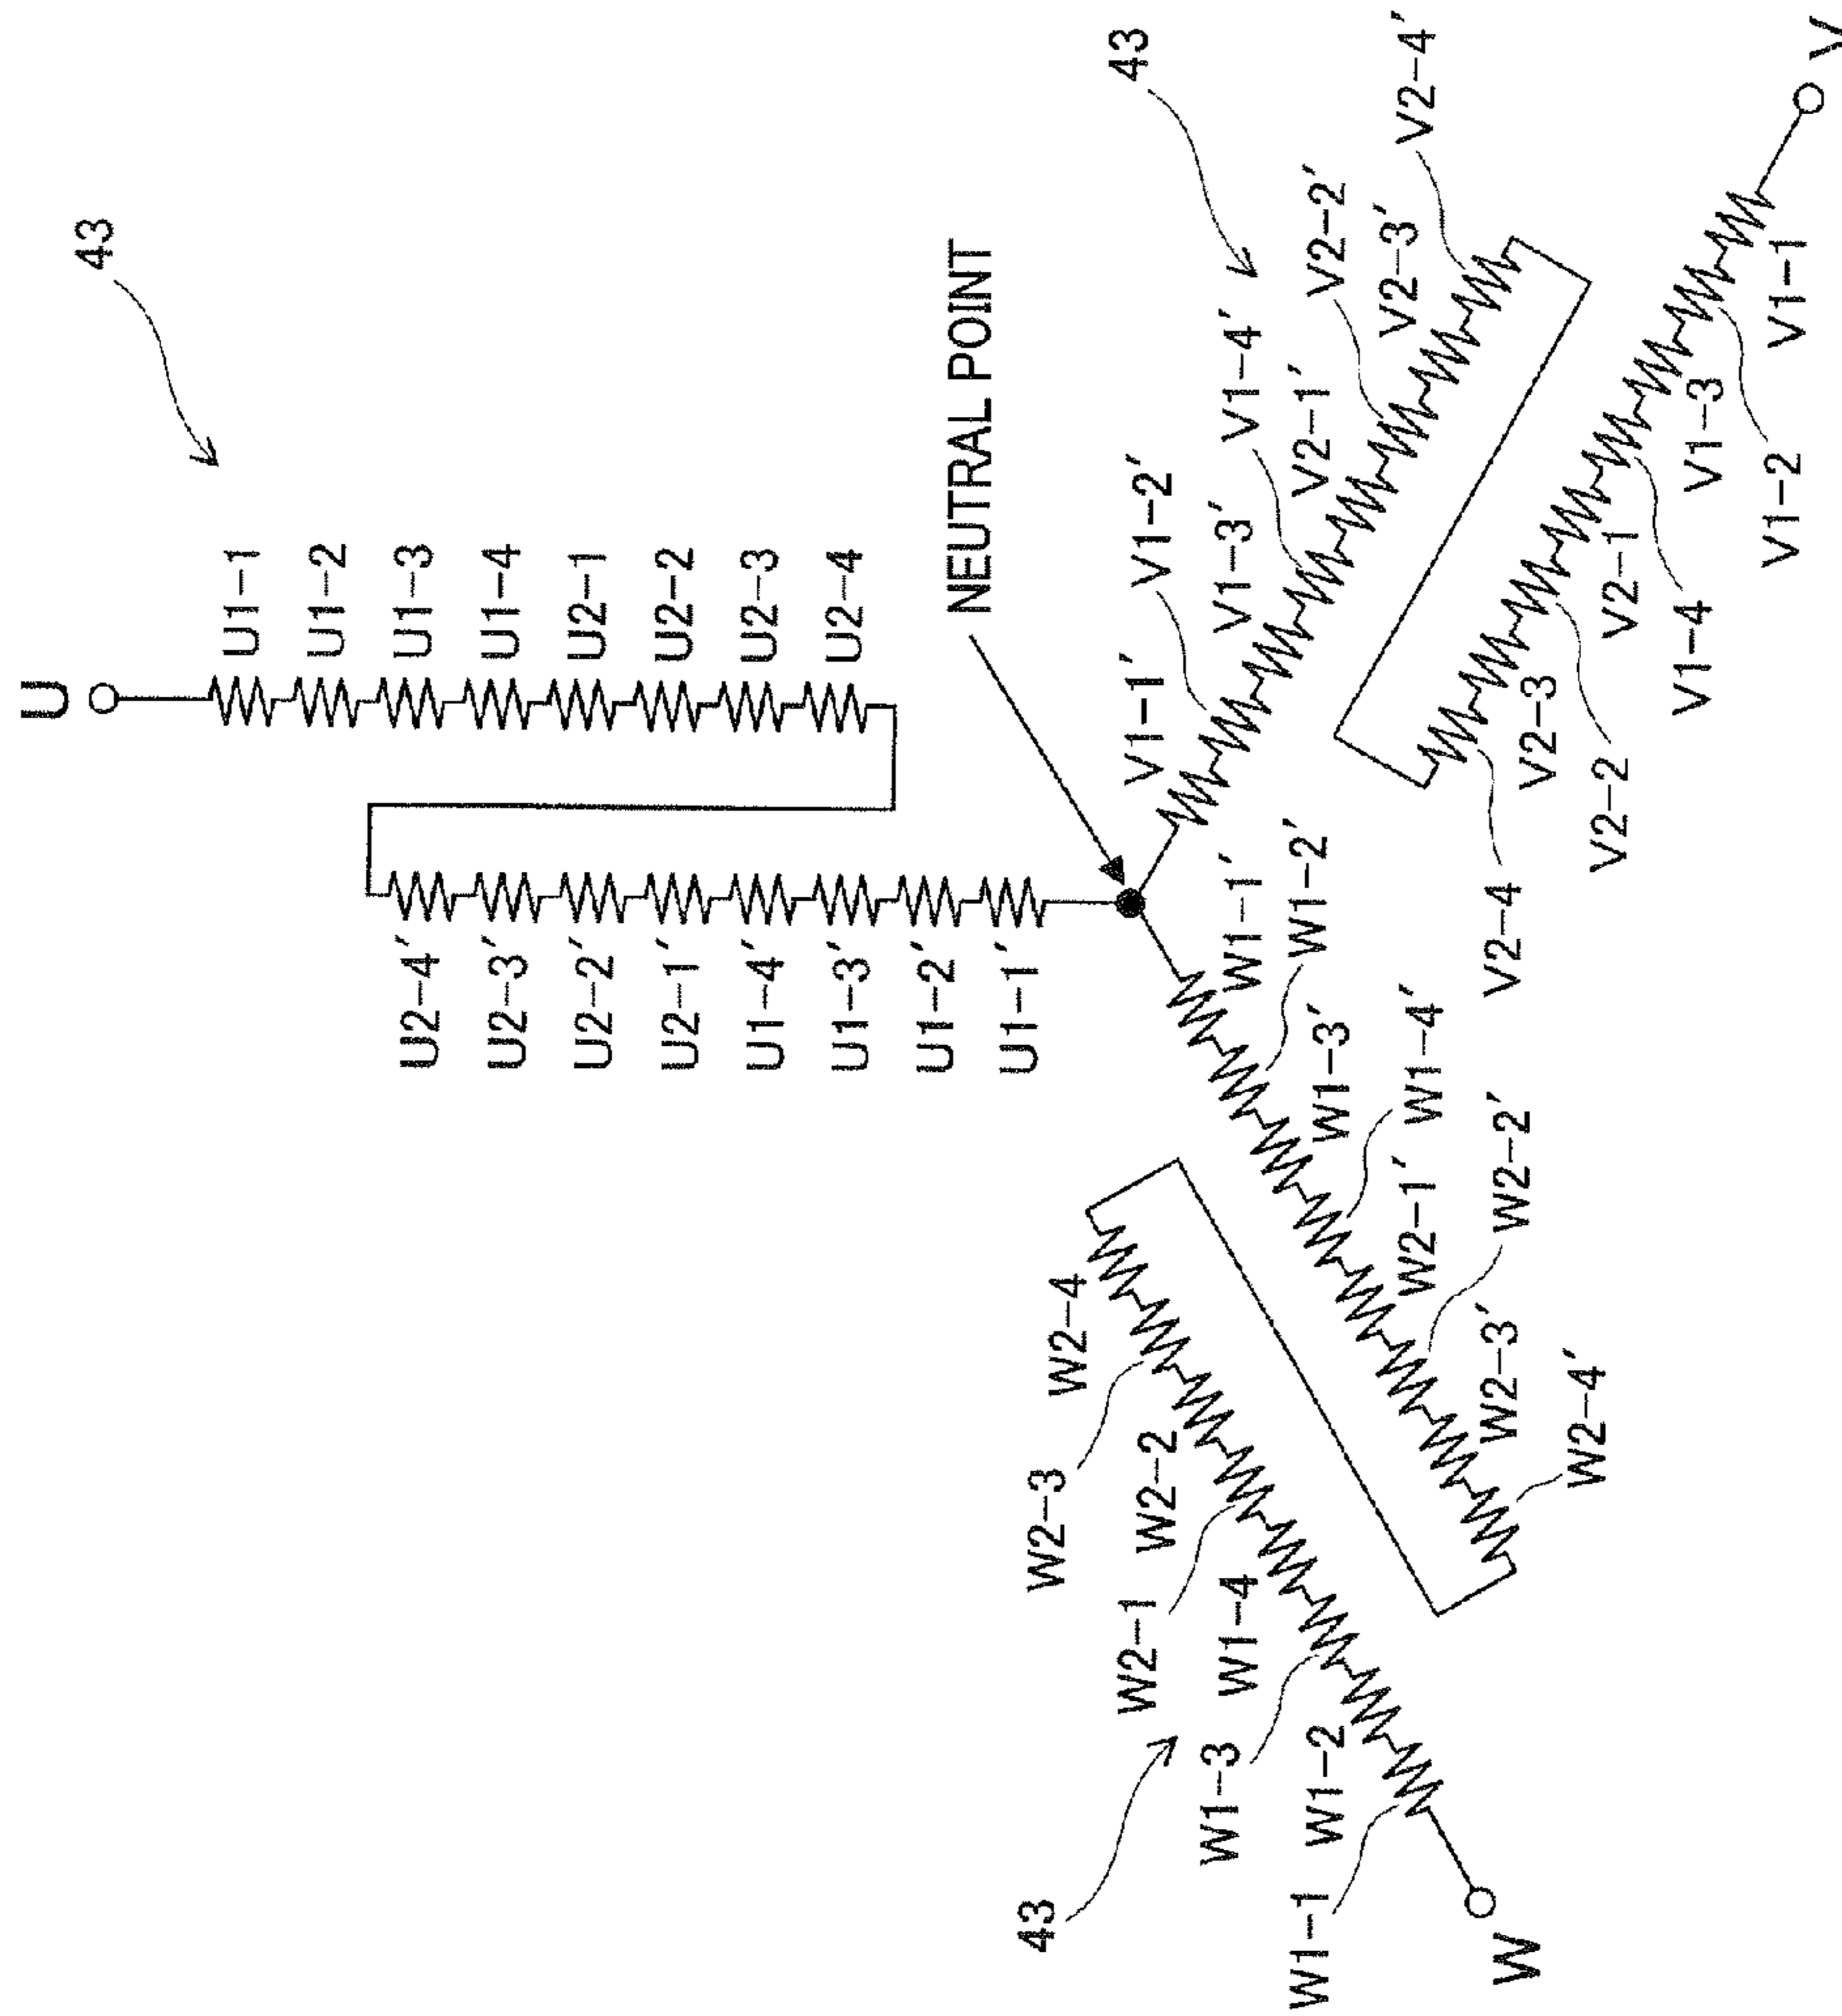 U
43
U1-1
U1-2
U1-3
U1-4
U2-1
U2-2
U2-3
U2-4
U2-4′
U2-3′
U2-2′
U2-1′
U1-4′
U1-3′
U1-2′
U1-1′
NEUTRAL POINT
43
V1-1′
V1-2′
V1-3′
V1-4′
V2-1′
V2-2′
V2-3′
V2-4′
V2-4
V2-3
V2-2
V2-1
V1-4
V1-3
V1-2
V1-1
V
W1-1′
W1-2′
W1-3′
W1-4′
W2-1′
W2-2′
W2-3′
W2-4′
W2-4
W2-3
W2-2
W2-1
W1-4
W1-3
W1-2
W1-1
43
W